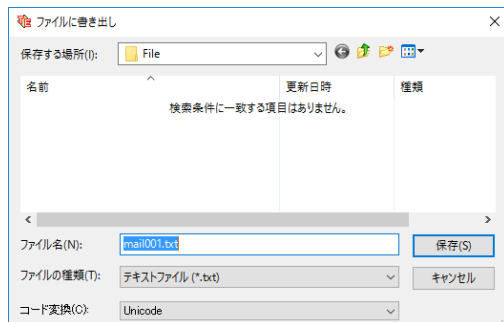 ファイルに書き出し
保存する場所(I): File
名前 更新日時 種類
検索条件に一致する項目はありません。
ファイル名(N): mail001.txt 保存(S)
ファイルの種類(T): テキストファイル (*.txt) キャンセル
コード変換(C): Unicode